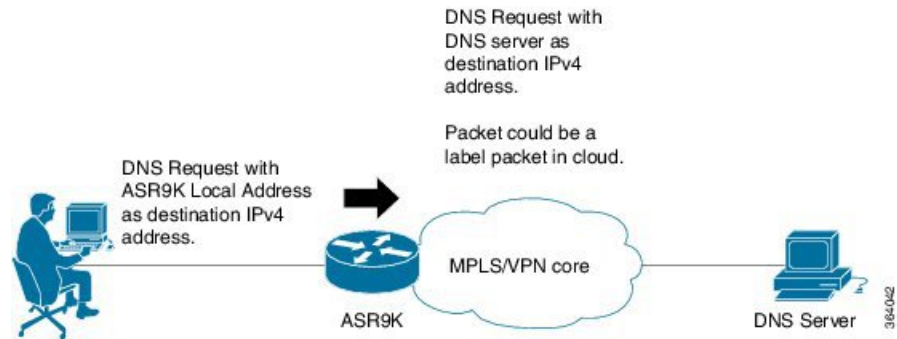 DNS Request with
DNS server as
destination IPv4
address.
Packet could be a
label packet in cloud.
DNS Request with
ASR9K Local Address
as destination IPv4
address.
MPLS/VPN core
ASR9K
DNS Server
364042